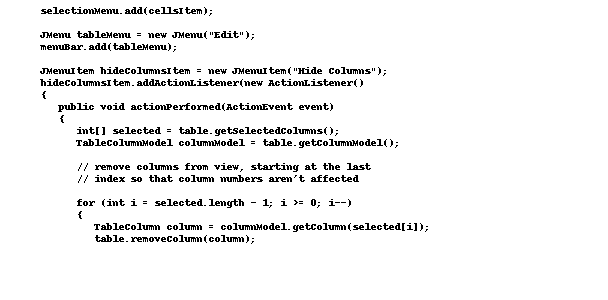 selectionMenu.add(cellsItem);
JMenu tableMenu = new JMenu("Edit");
menuBar.add(tableMenu);
JMenuItem hideColumnsItem = new JMenuItem("Hide Columns");
hideColumnsItem.addActionListener(new ActionListener()
{
public void actionPerformed(ActionEvent event)
{
int[] selected = table.getSelectedColumns();
TableColumnModel columnModel = table.getColumnModel();
// remove columns from view, starting at the last
// index so that column numbers aren't affected
for (int i = selected.length - 1; i >= 0; i--)
{
TableColumn column = columnModel.getColumn(selected[i]);
table.removeColumn(column);